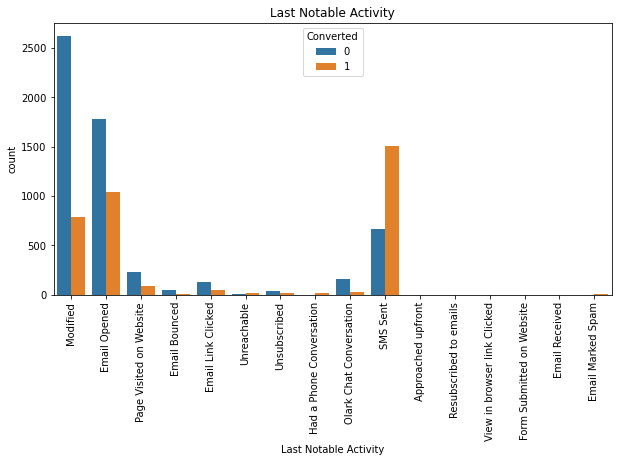 Last Notable Activity
Converted
0
1
count
2500
2000
1500
1000
500
0
Modified
Email Opened
Page Visited on Website
Email Bounced
Email Link Clicked
Unreachable
Unsubscribed
Had a Phone Conversation
Olark Chat Conversation
SMS Sent
Approached upfront
Resubscribed to emails
View in browser link Clicked
Form Submitted on Website
Email Received
Email Marked Spam
Last Notable Activity